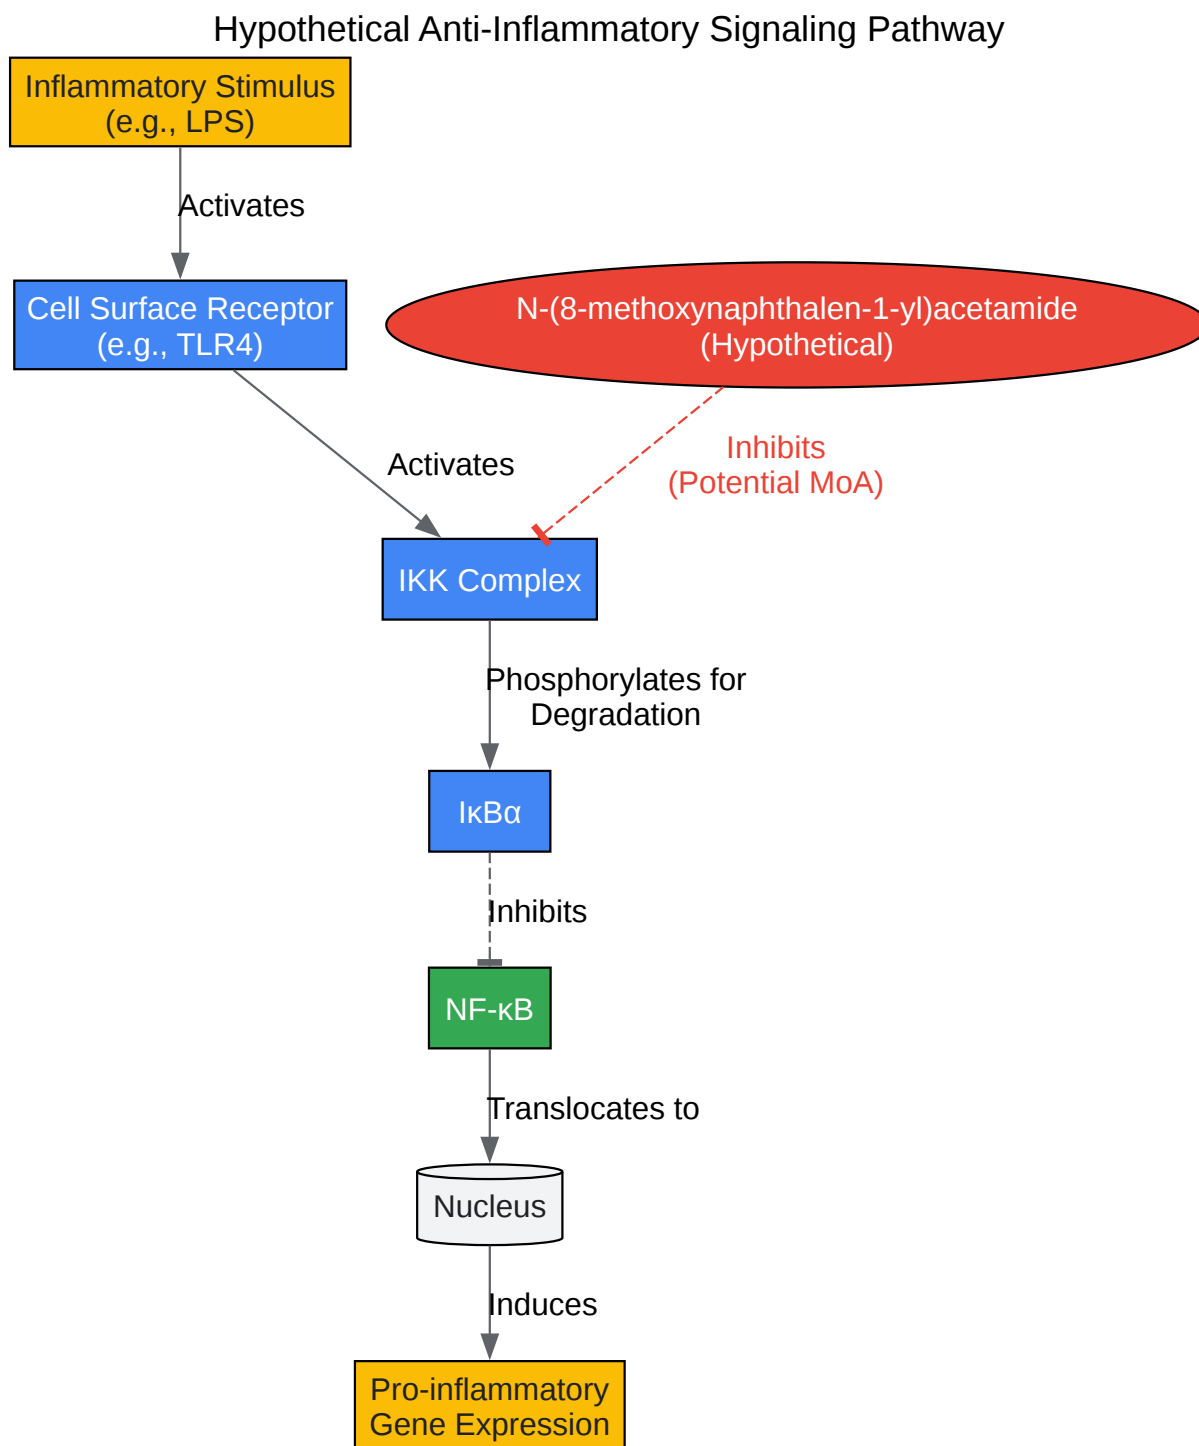 Hypothetical Anti-Inflammatory Signaling Pathway
Inflammatory Stimulus
(e.g., LPS)
Activates
Cell Surface Receptor
(e.g., TLR4)
N-(8-methoxynaphthalen-1-yl)acetamide
(Hypothetical)
Activates
Inhibits
(Potential MoA)
IKK Complex
Phosphorylates for
Degradation
IκBα
Inhibits
NF-κB
Translocates to
Nucleus
Induces
Pro-inflammatory
Gene Expression